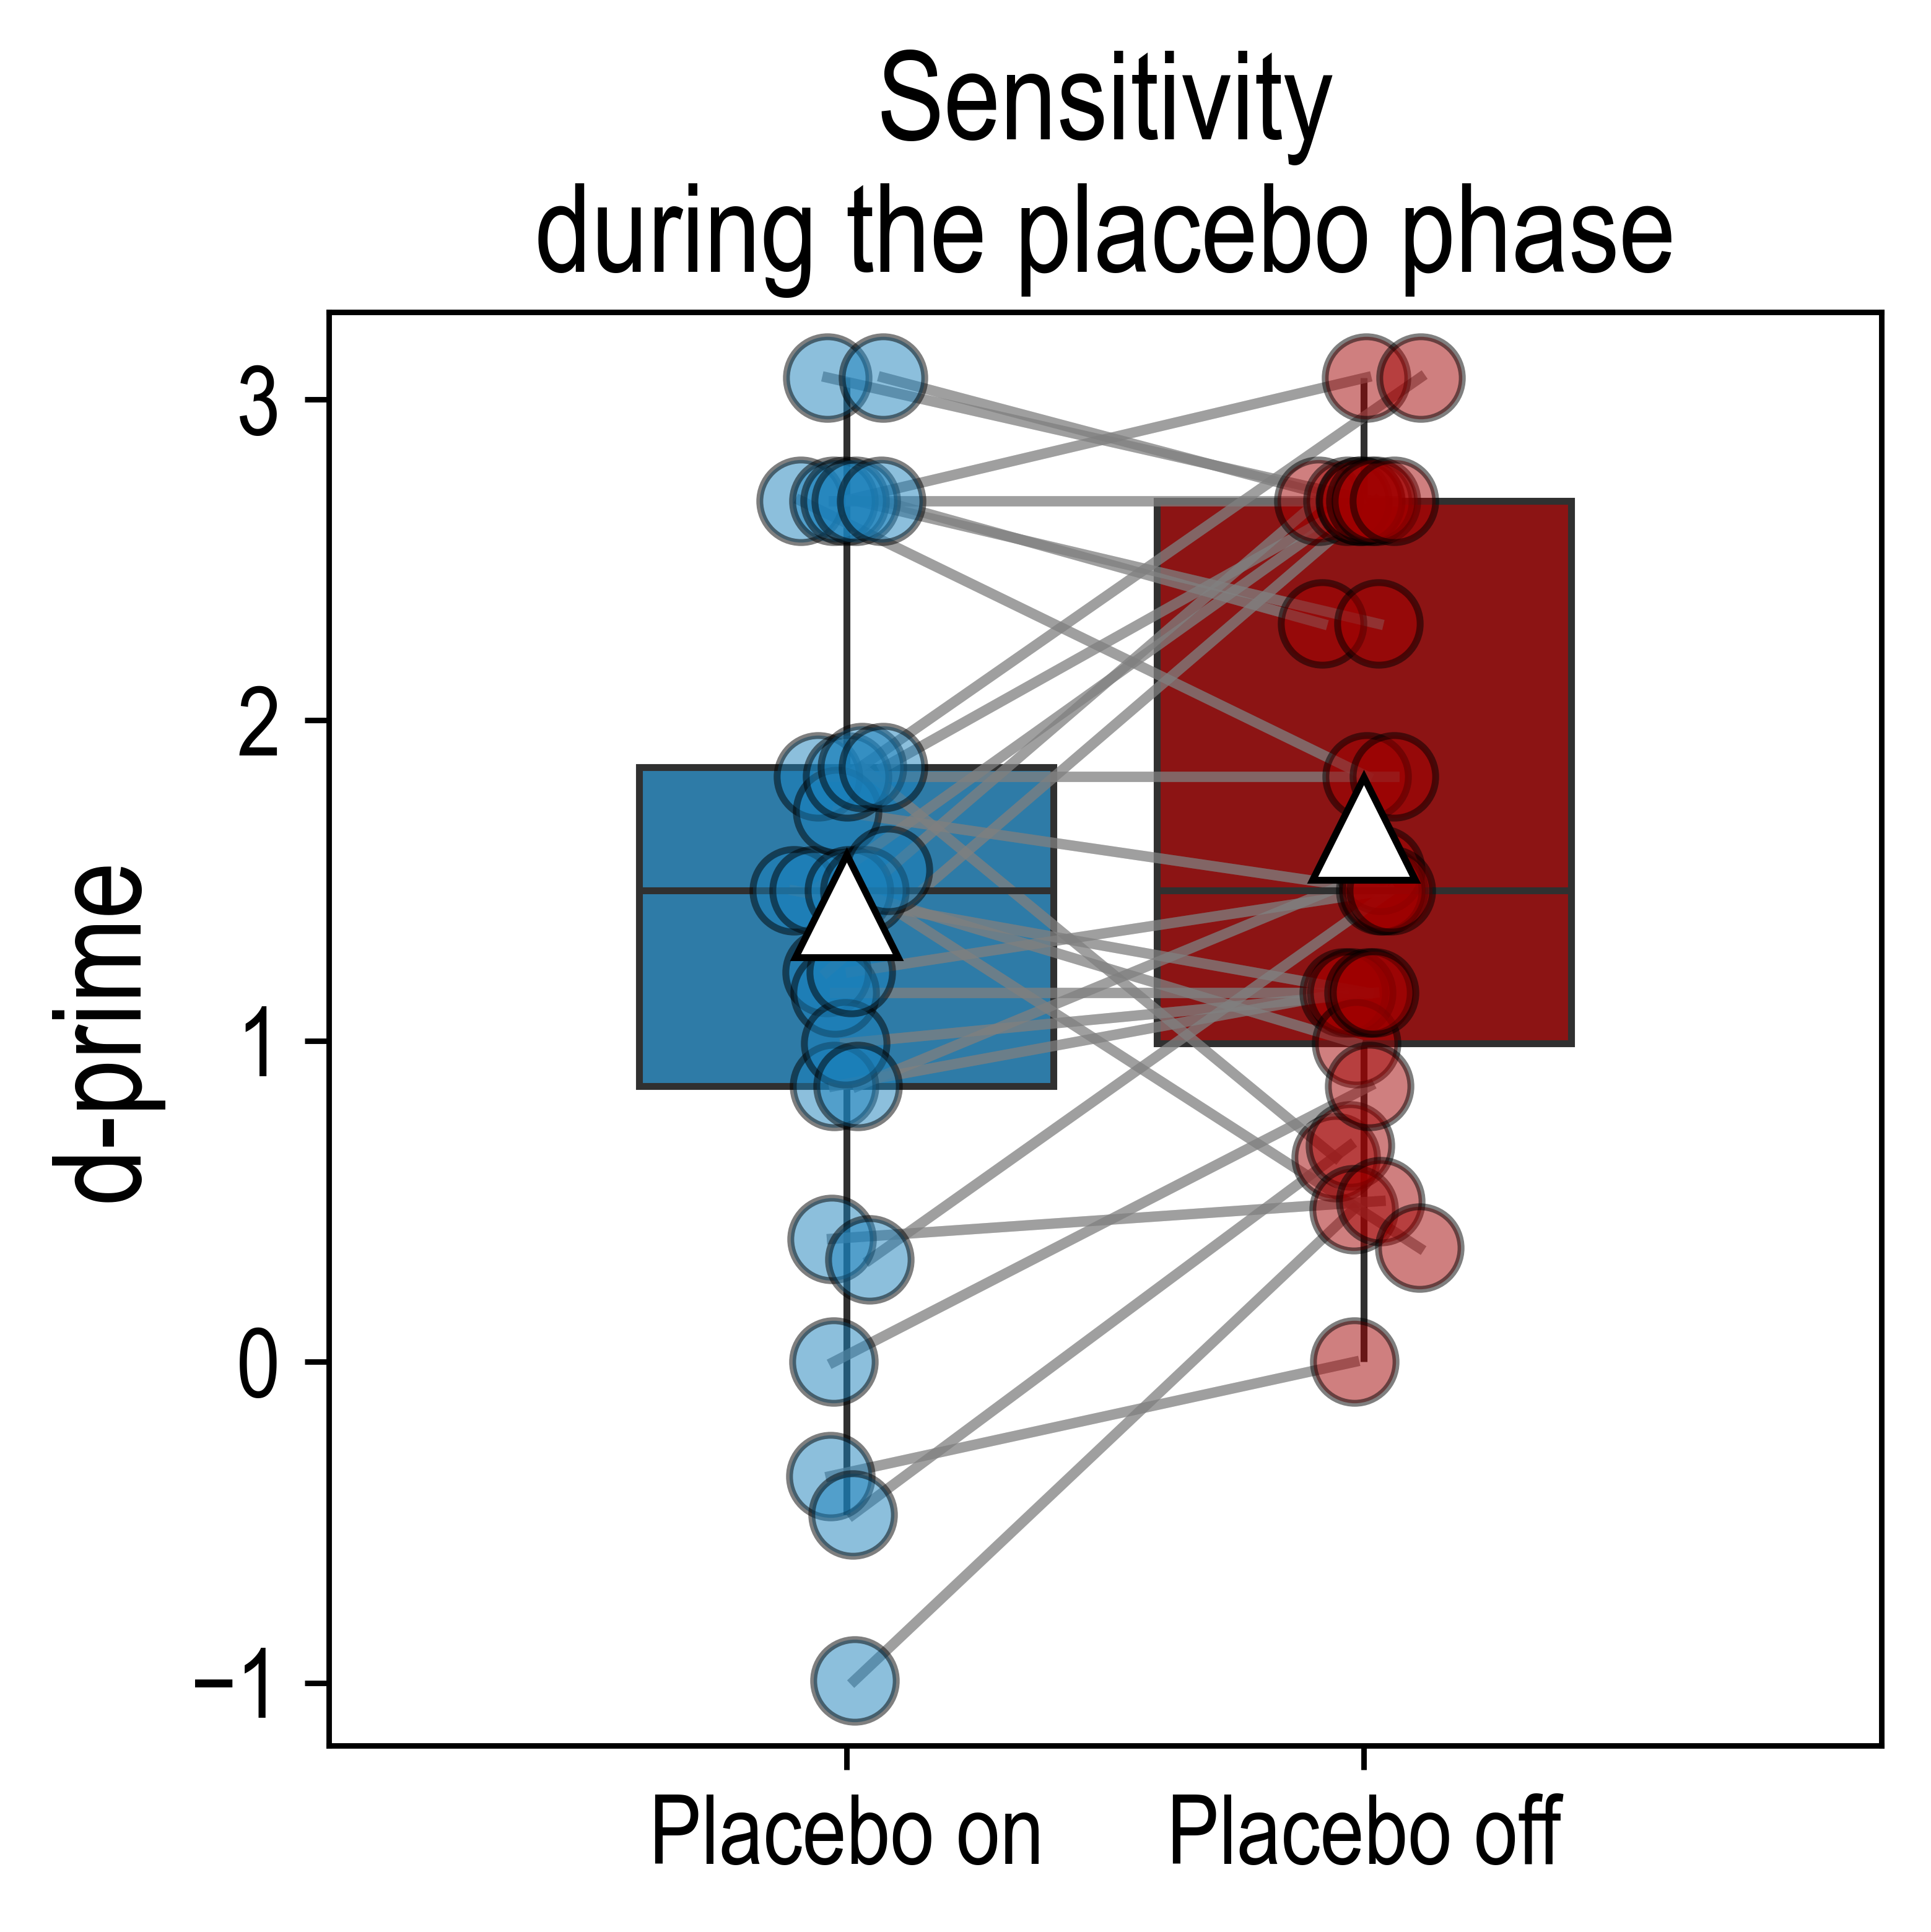 Sensitivity
during the placebo phase
d-prime
3
2
1
0
−1
Placebo on
Placebo off